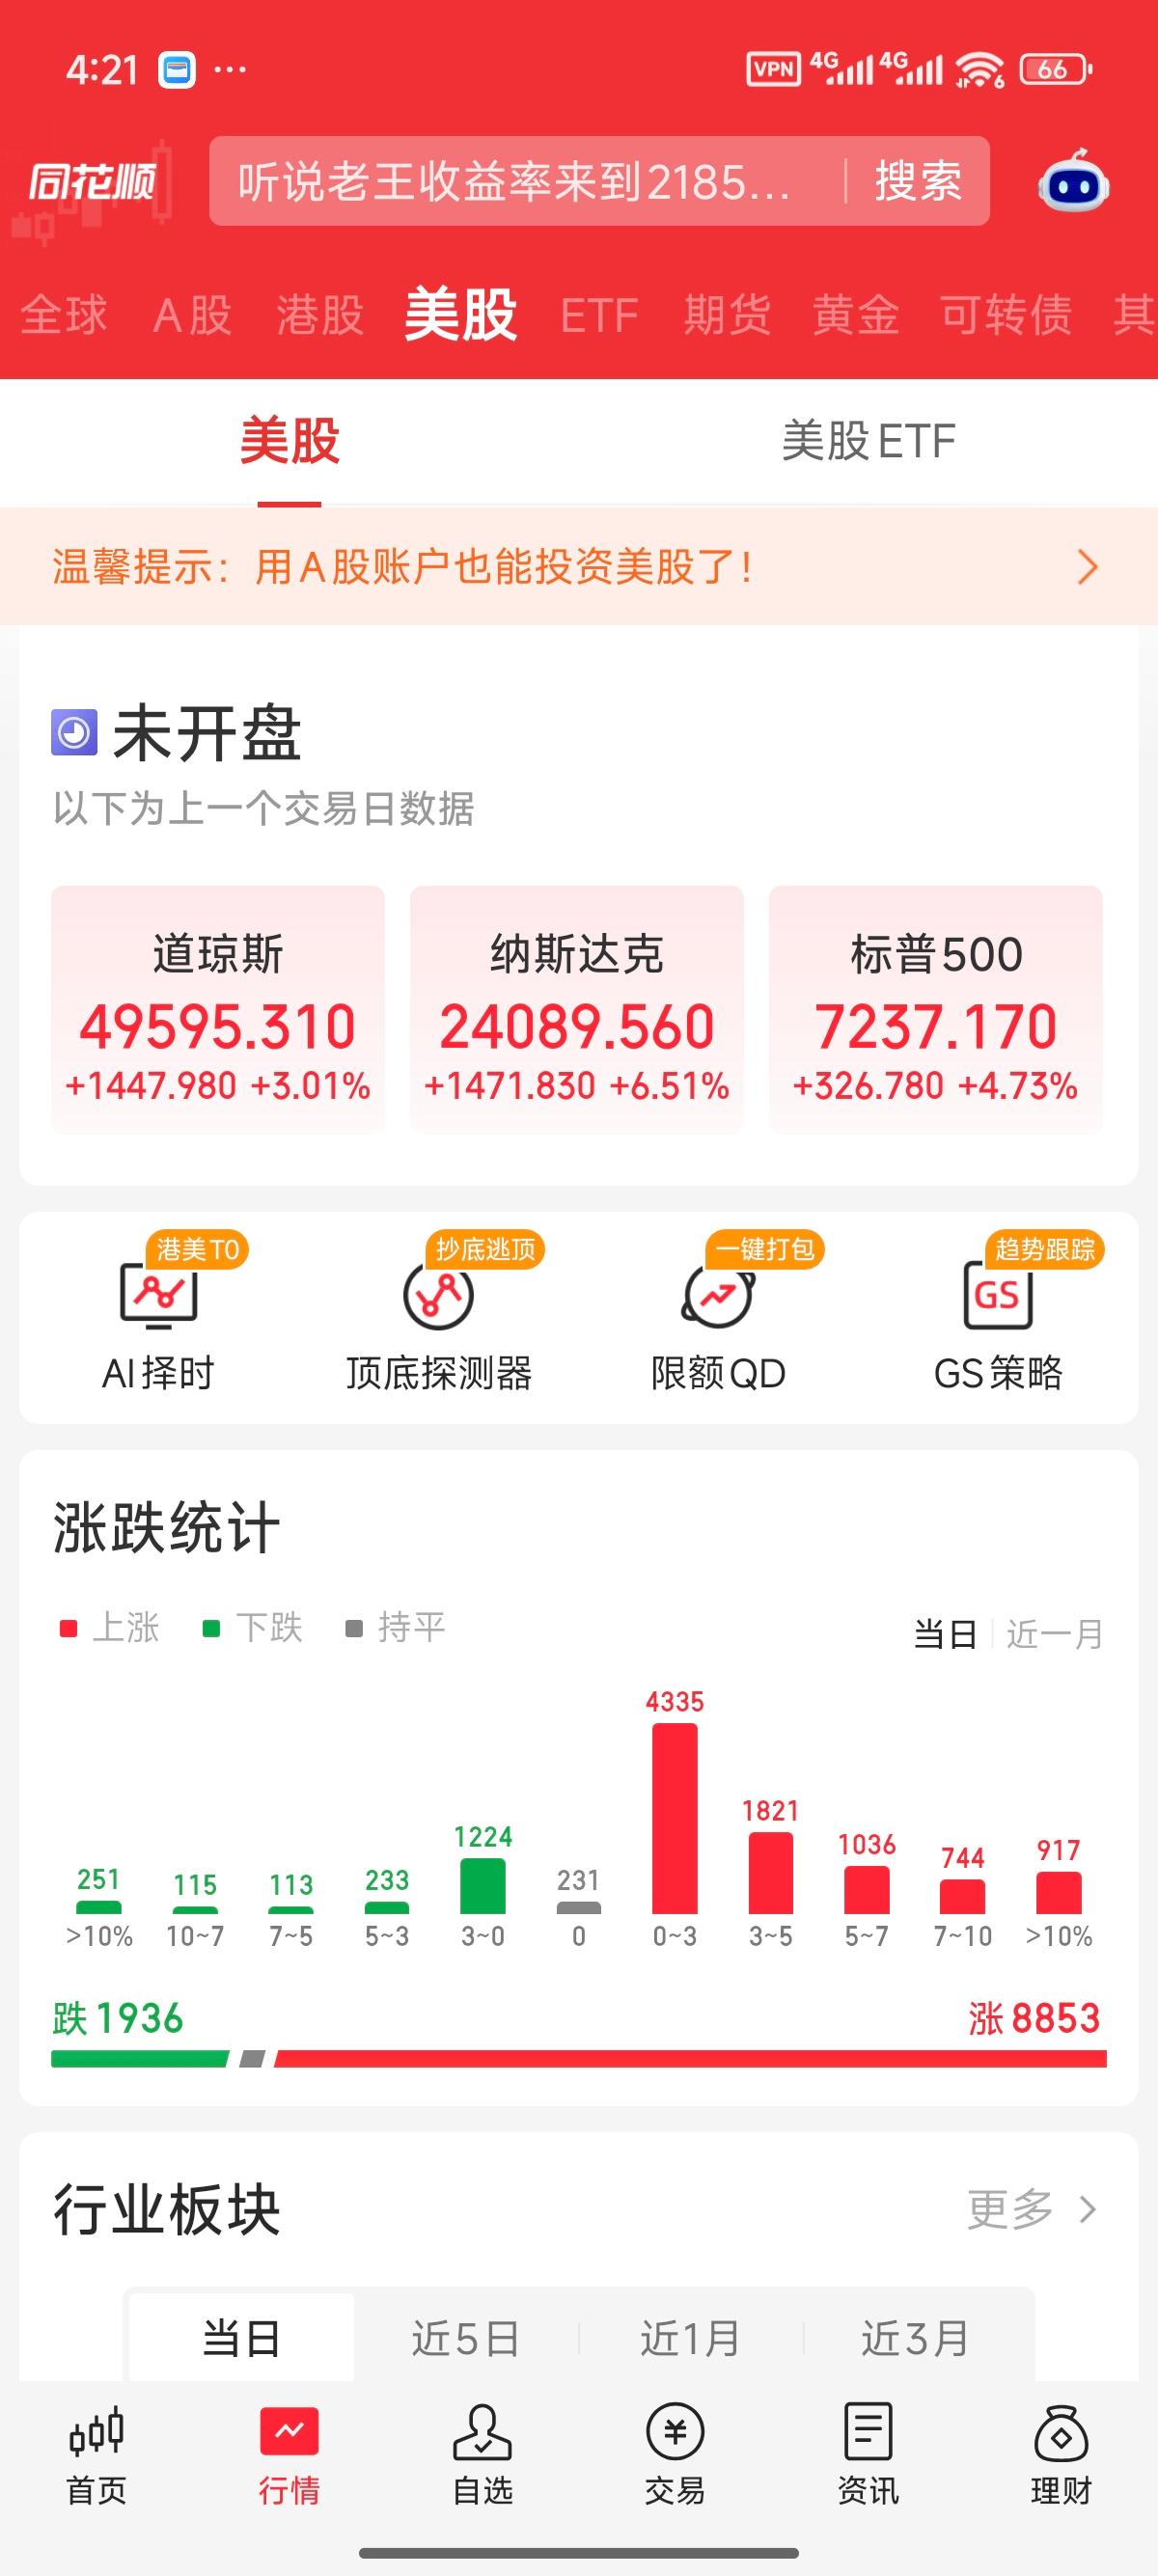 4:21 ... VPN 4G 4G 6 66
同花顺 听说老王收益率来到2185... 搜索
全球 A股 港股 美股 ETF 期货 黄金 可转债 其
美股 美股ETF
温馨提示：用A股账户也能投资美股了！
未开盘
以下为上一个交易日数据
道琼斯 纳斯达克 标普500
49595.310 24089.560 7237.170
+1447.980 +3.01% +1471.830 +6.51% +326.780 +4.73%
港美T0 抄底逃顶 一键打包 趋势跟踪
GS
AI择时 顶底探测器 限额QD GS策略
涨跌统计
上涨 下跌 持平 当日 近一月
251 115 113 233 1224 231 4335 1821 1036 744 917
>10% 10~7 7~5 5~3 3~0 0 0~3 3~5 5~7 7~10 >10%
跌1936 涨8853
行业板块 更多
当日 近5日 近1月 近3月
首页 行情 自选 交易 资讯 理财